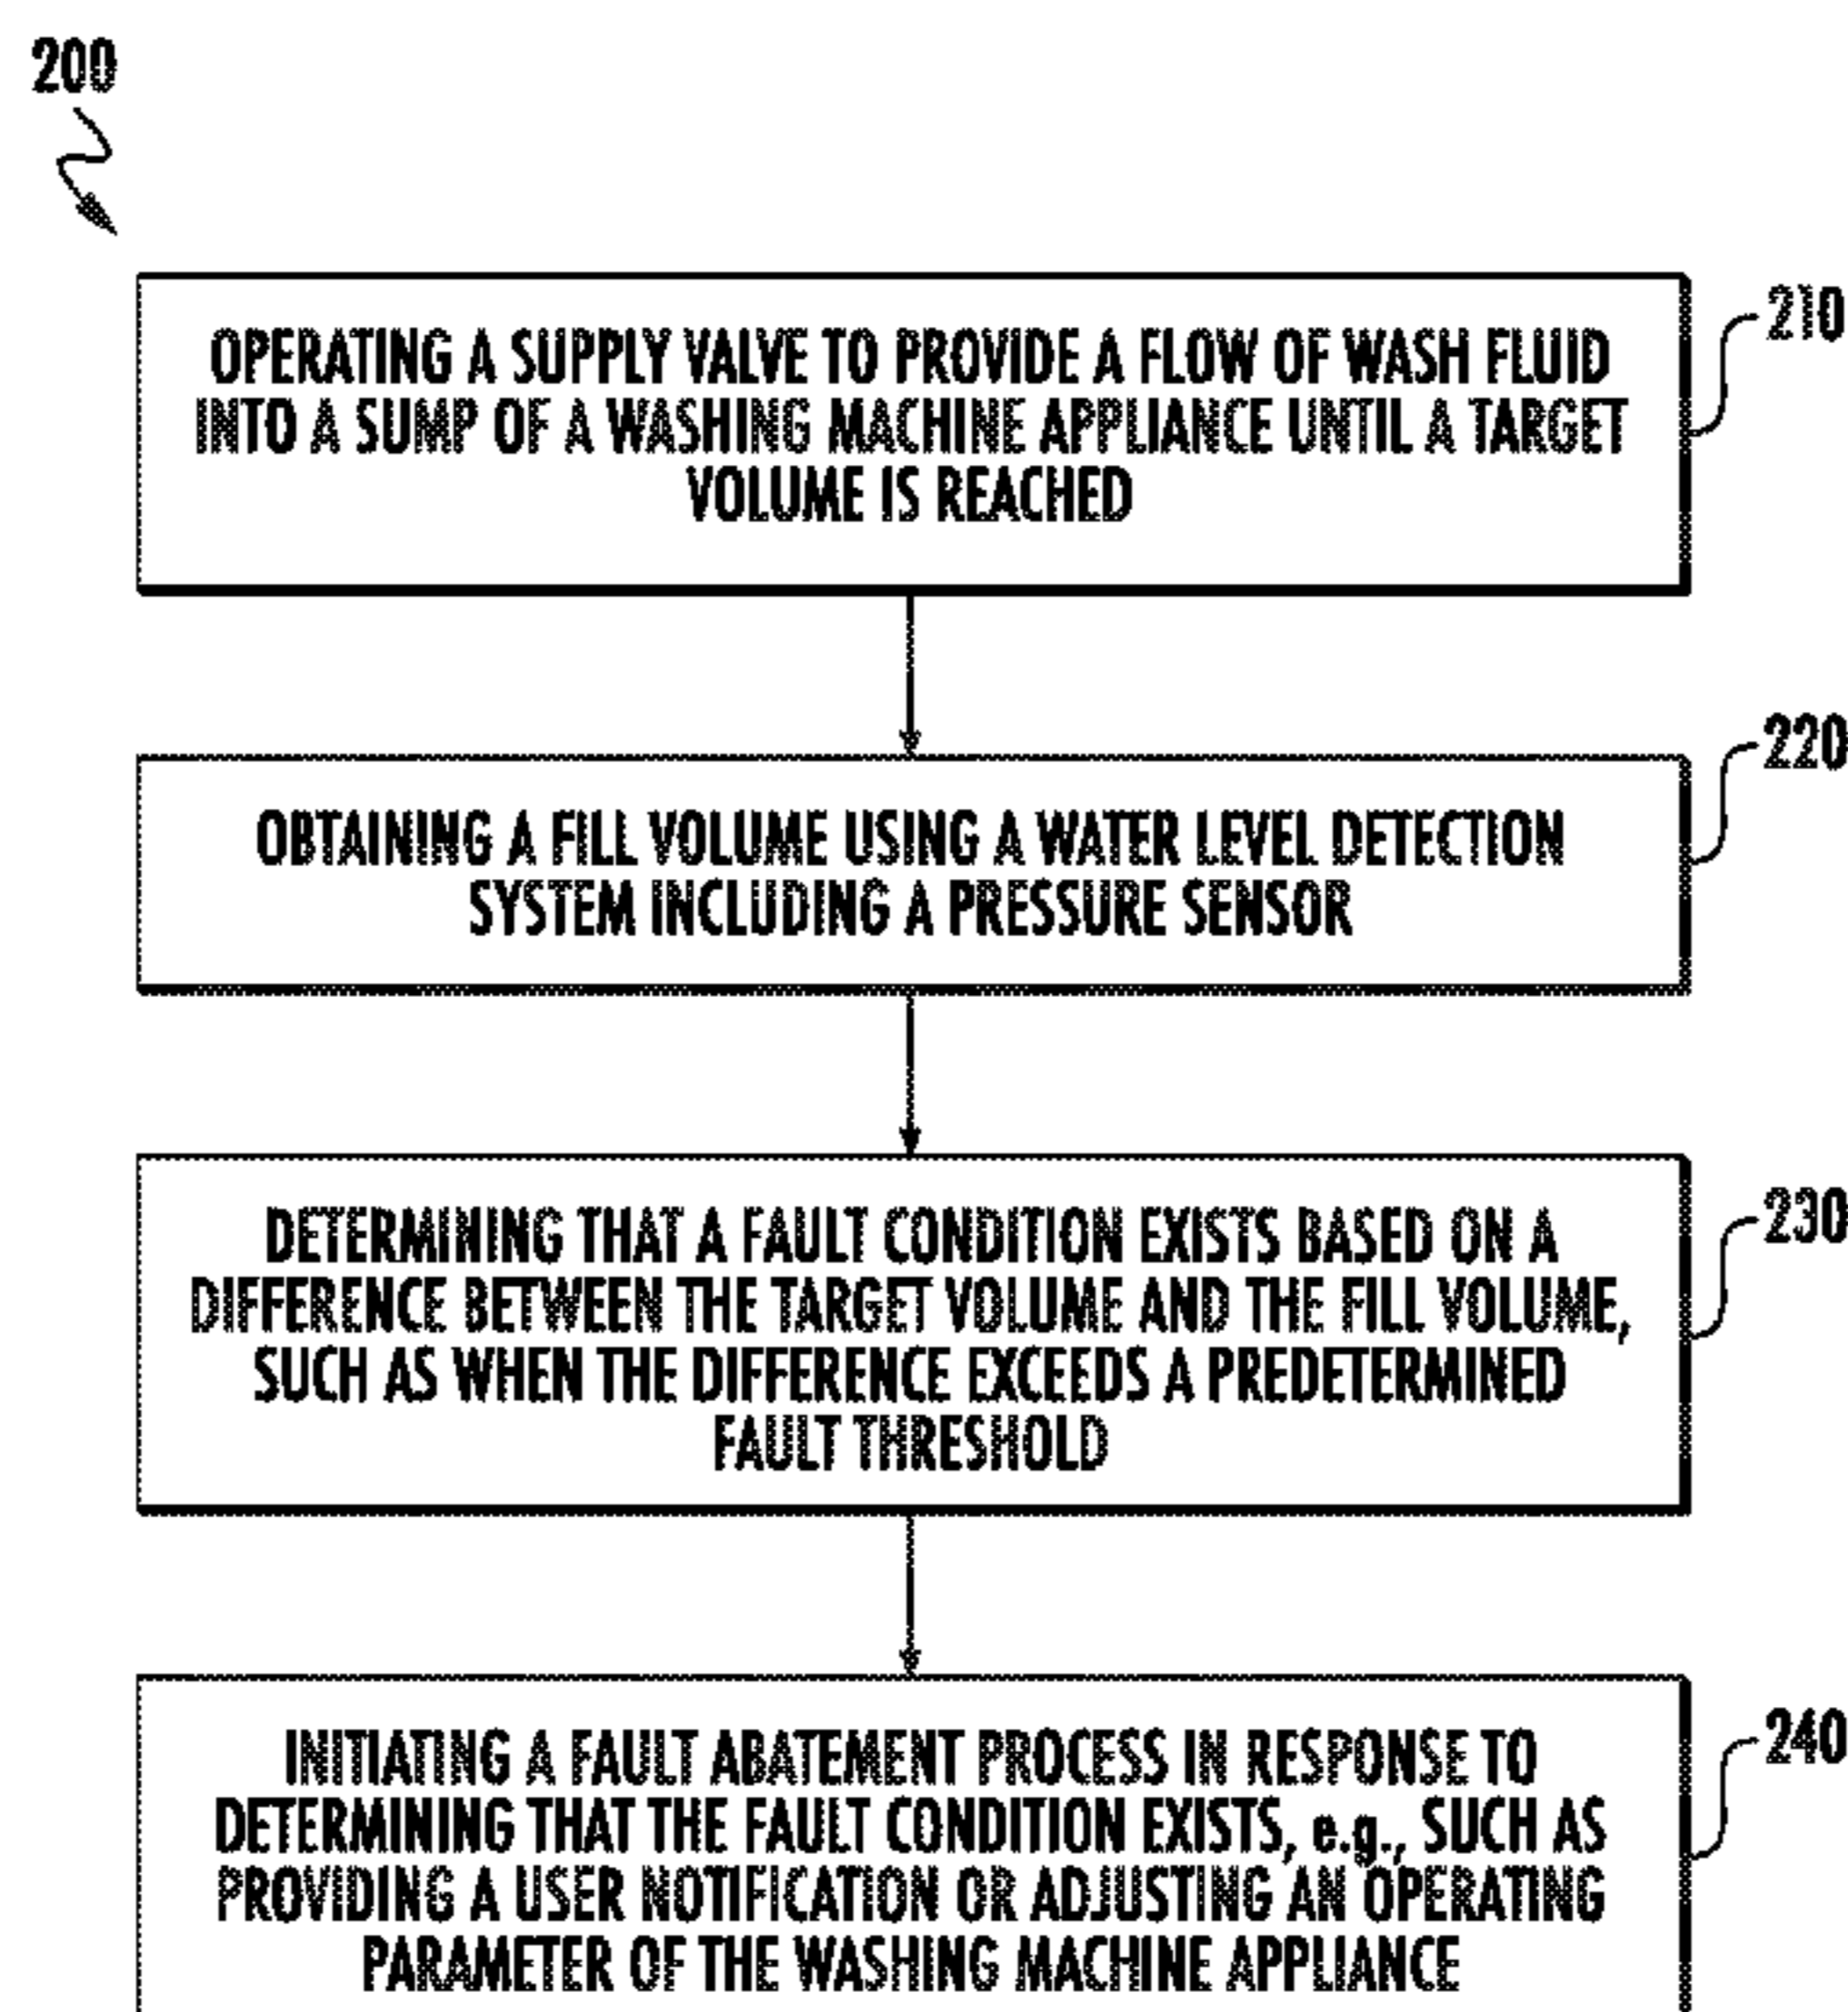 200
210
OPERATING A SUPPLY VALVE TO PROVIDE A FLOW OF WASH FLUID
INTO A SUMP OF A WASHING MACHINE APPLIANCE UNTIL A TARGET
VOLUME IS REACHED
220
OBTAINING A FILL VOLUME USING A WATER LEVEL DETECTION
SYSTEM INCLUDING A PRESSURE SENSOR
230
DETERMINING THAT A FAULT CONDITION EXISTS BASED ON A
DIFFERENCE BETWEEN THE TARGET VOLUME AND THE FILL VOLUME,
SUCH AS WHEN THE DIFFERENCE EXCEEDS A PREDETERMINED
FAULT THRESHOLD
240
INITIATING A FAULT ABATEMENT PROCESS IN RESPONSE TO
DETERMINING THAT THE FAULT CONDITION EXISTS, e.g., SUCH AS
PROVIDING A USER NOTIFICATION OR ADJUSTING AN OPERATING
PARAMETER OF THE WASHING MACHINE APPLIANCE